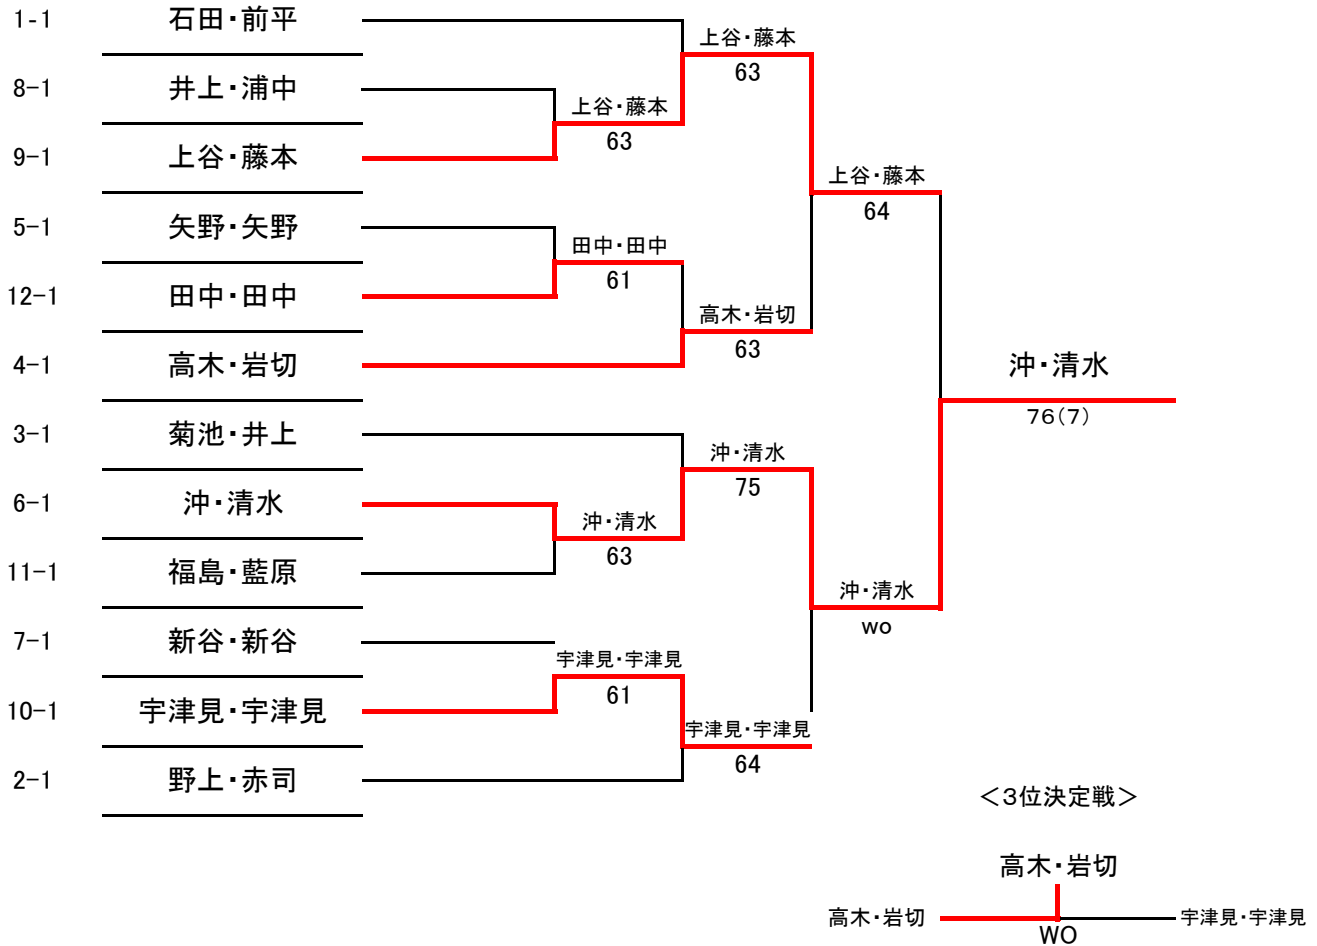 1-1 石田・前平
上谷・藤本
63
8-1 井上・浦中
上谷・藤本
63
9-1 上谷・藤本
上谷・藤本
64
5-1 矢野・矢野
田中・田中
61
12-1 田中・田中
高木・岩切
63
4-1 高木・岩切
沖・清水
76(7)
3-1 菊池・井上
沖・清水
75
6-1 沖・清水
沖・清水
63
11-1 福島・藍原
沖・清水
wo
7-1 新谷・新谷
宇津見・宇津見
61
10-1 宇津見・宇津見
宇津見・宇津見
64
2-1 野上・赤司
＜3位決定戦＞
高木・岩切
高木・岩切 宇津見・宇津見
WO